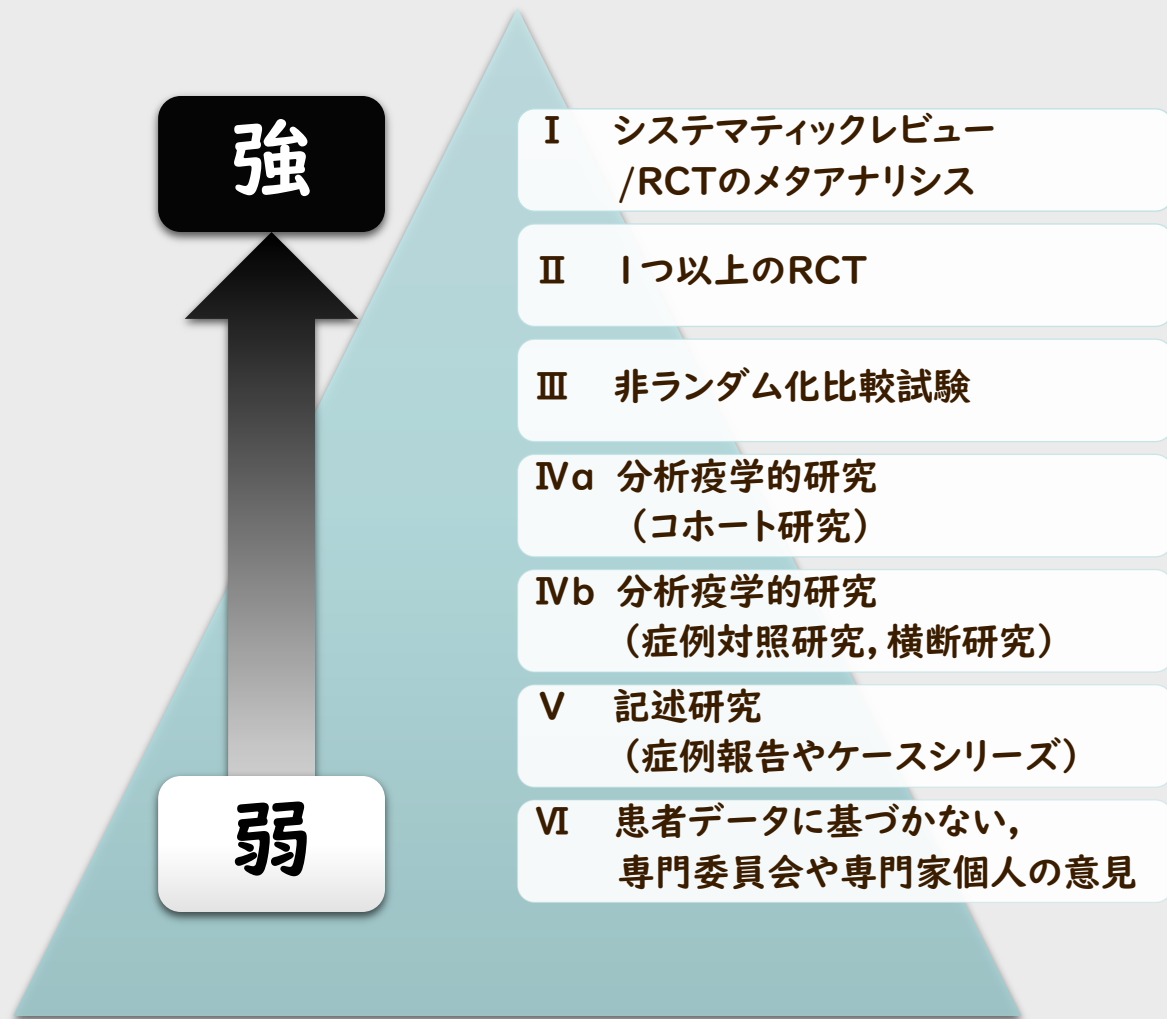 強
Ⅰ システマティックレビュー
/RCTのメタアナリシス
Ⅱ 1つ以上のRCT
Ⅲ 非ランダム化比較試験
Ⅳa 分析疫学的研究
（コホート研究）
Ⅳb 分析疫学的研究
（症例対照研究，横断研究）
Ⅴ 記述研究
（症例報告やケースシリーズ）
弱
Ⅵ 患者データに基づかない，
専門委員会や専門家個人の意見